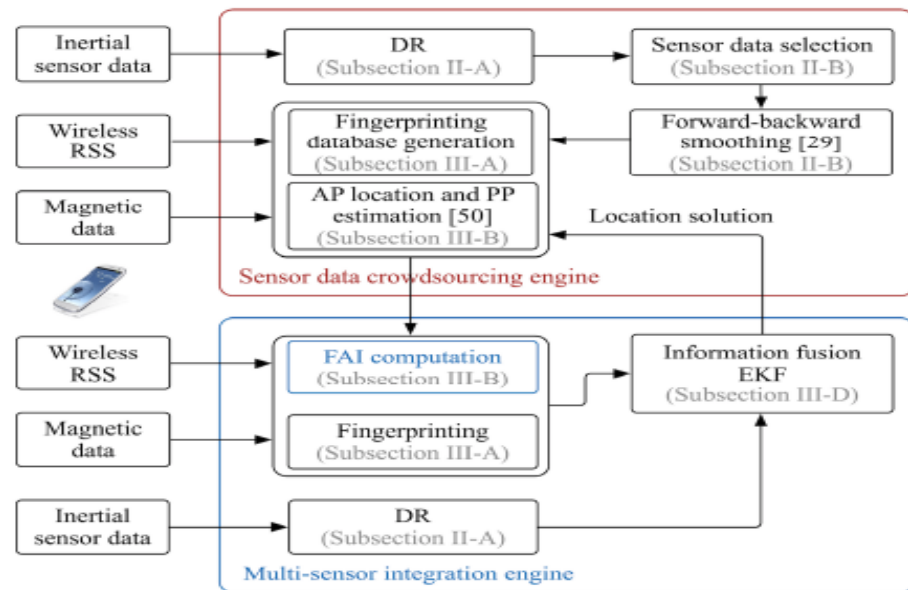 Inertial
sensor data
DR
(Subsection II-A)
Sensor data selection
(Subsection II-B)
Wireless
RSS
Fingerprinting
database generation
(Subsection III-A)
Forward-backward
smoothing [29]
(Subsection II-B)
Magnetic
data
AP location and PP
estimation [50]
(Subsection III-B)
Location solution
Sensor data crowdsourcing engine
Wireless
RSS
FAI computation
(Subsection III-B)
Information fusion
EKF
(Subsection III-D)
Magnetic
data
Fingerprinting
(Subsection III-A)
Inertial
sensor data
DR
(Subsection II-A)
Multi-sensor integration engine